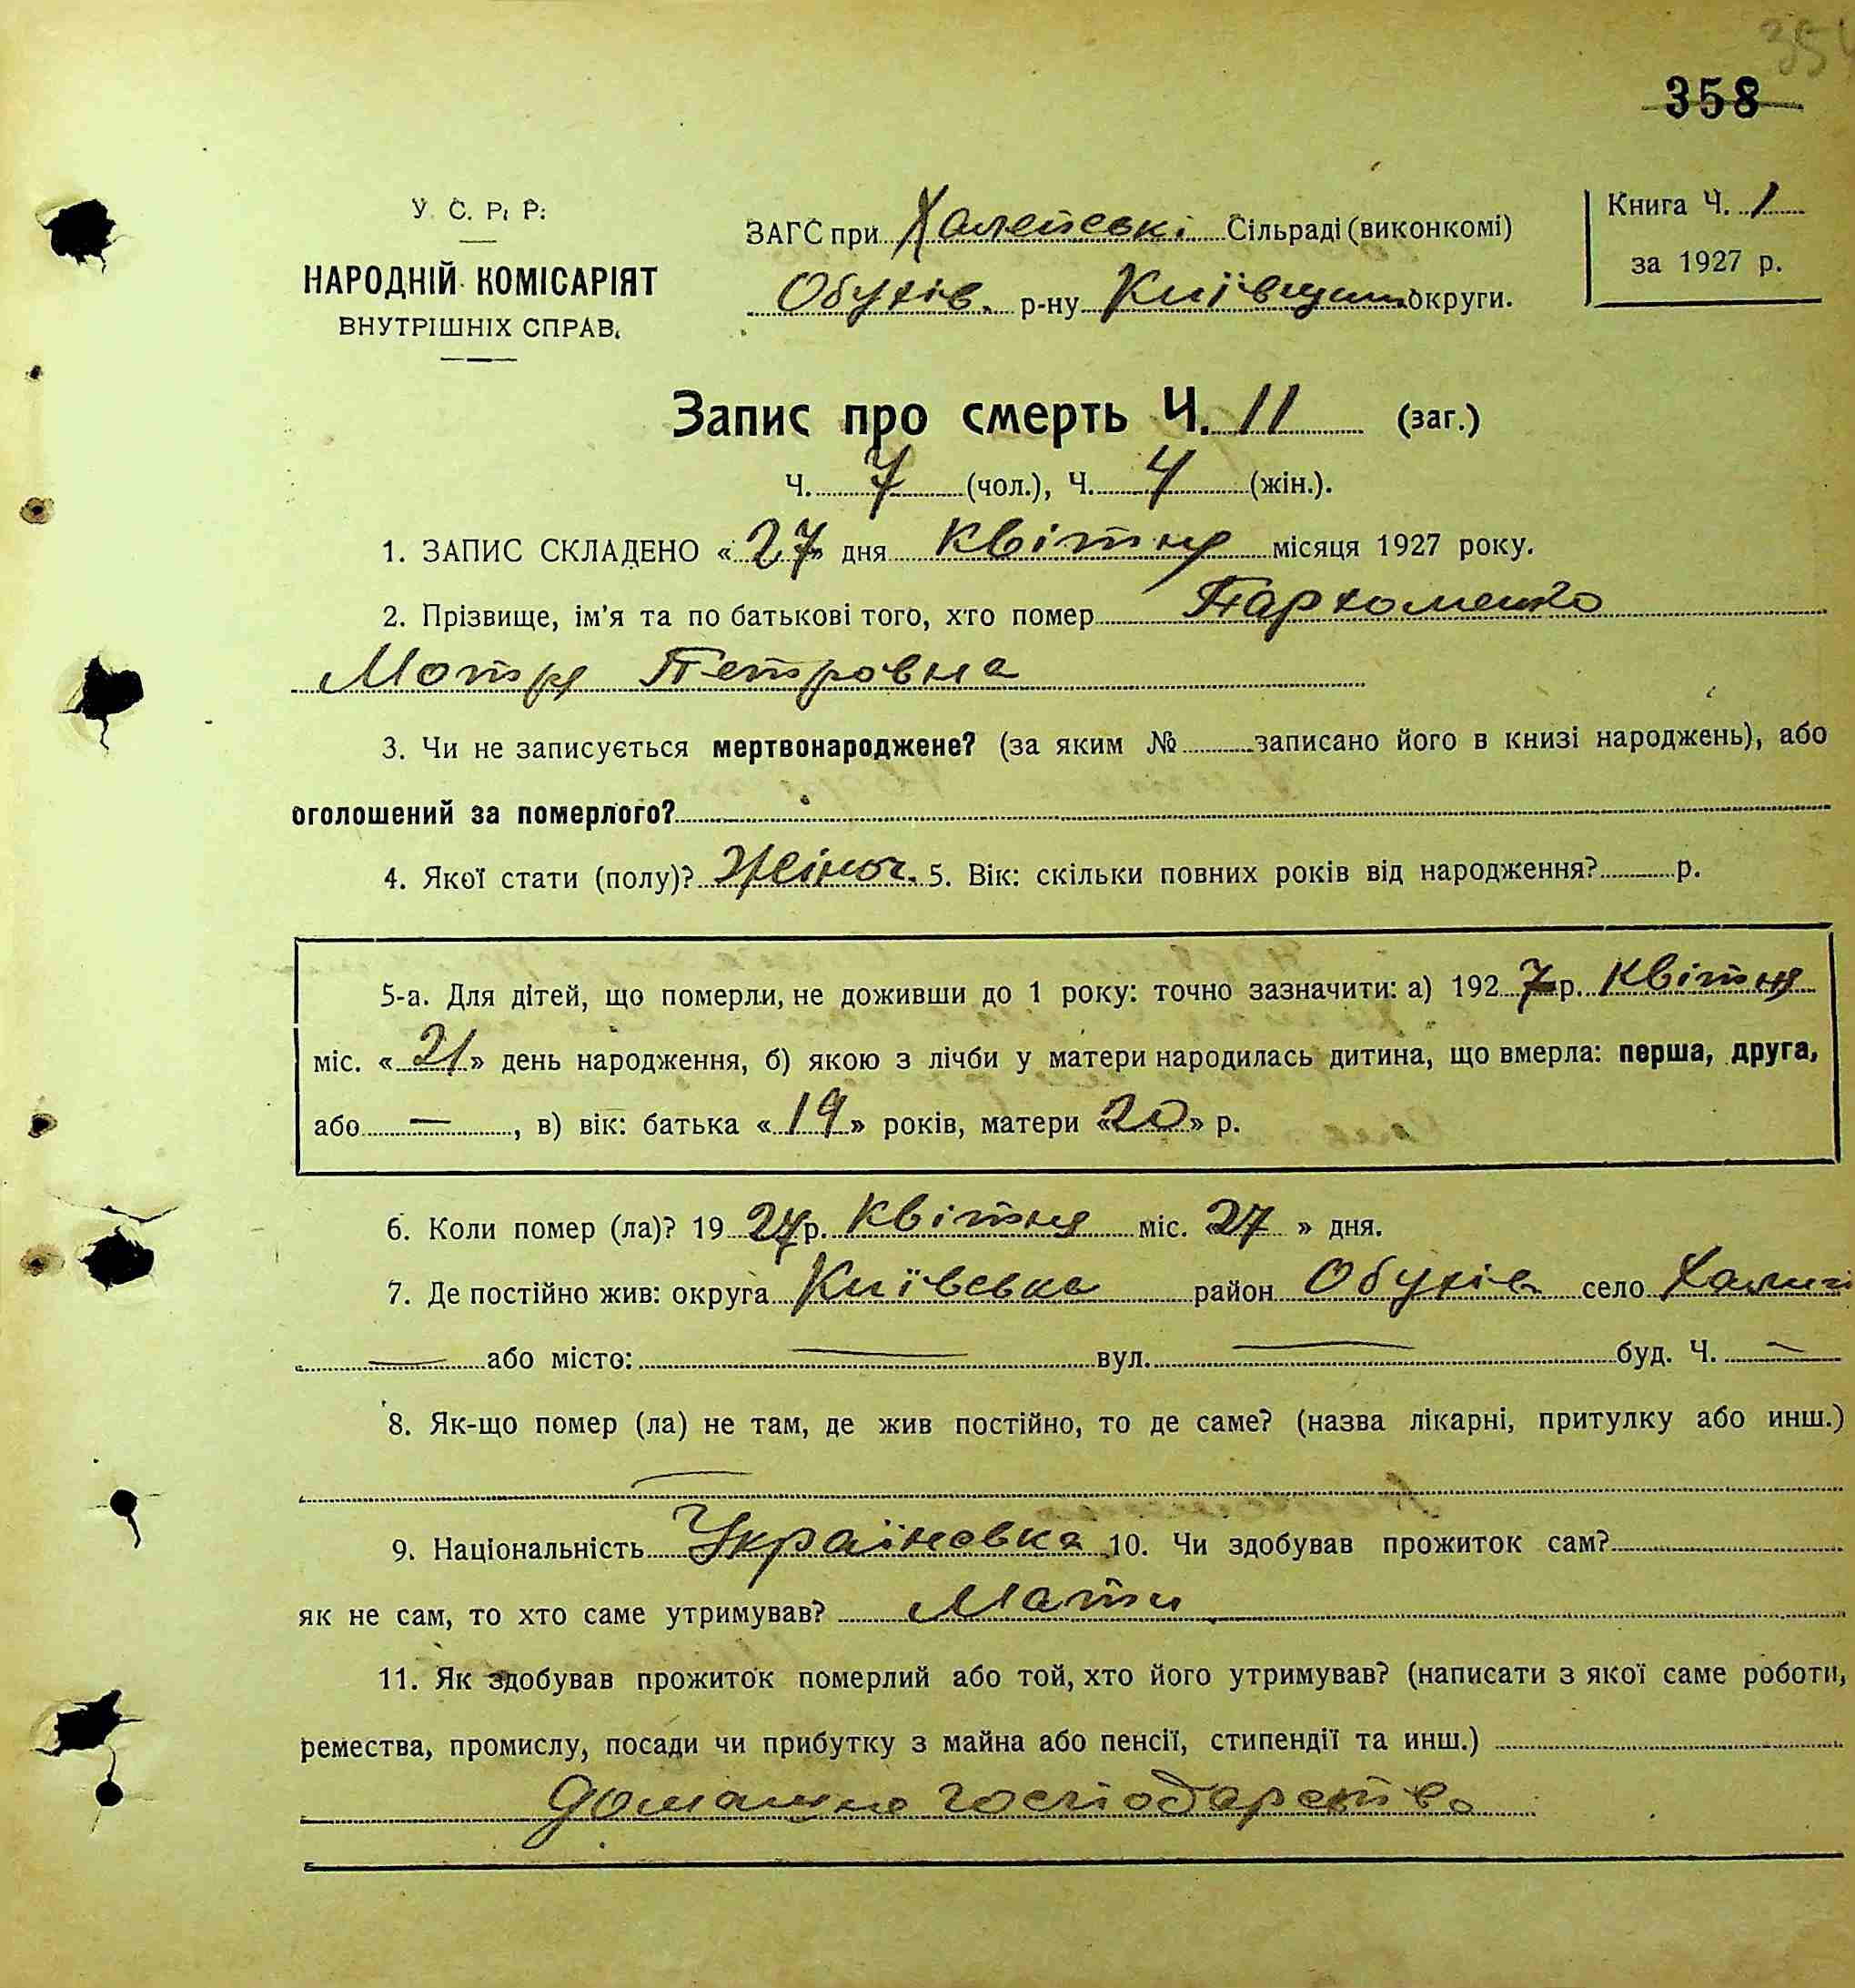 354
358
У. С. Р. Р.
НАРОДНІЙ КОМІСАРІЯТ
ВНУТРІШНІХ СПРАВ.
ЗАГС при Халепські Сільраді (виконкомі)
Обухів. р-ну Київщин округи.
Книга Ч. 1
за 1927 р.
Запис про смерть Ч. 11 (заг.)
Ч. 7 (чол.), Ч. 4 (жін.).
1. ЗАПИС СКЛАДЕНО «27» дня Квітня місяця 1927 року.
2. Прізвище, ім'я та по батькові того, хто помер Пархоменко
Мотря Петровна
3. Чи не записується мертвонароджене? (за яким № записано його в книзі народжень), або
оголошений за померлого?
4. Якої стати (полу)? Жіноч. 5. Вік: скільки повних років від народження? р.
5-а. Для дітей, що померли, не доживши до 1 року: точно зазначити: а) 1927 р. Квітня
міс. «21» день народження, б) якою з лічби у матери народилась дитина, що вмерла: перша, друга,
або —, в) вік: батька «19» років, матери «20» р.
6. Коли помер (ла)? 1927 р. Квітня міс. «27» дня.
7. Де постійно жив: округа Київська район Обухів село
— або місто: — вул. — буд. Ч. —
8. Як-що помер (ла) не там, де жив постійно, то де саме? (назва лікарні, притулку або инш.)
—
9. Національність Українська 10. Чи здобував прожиток сам?
як не сам, то хто саме утримував? Мати
11. Як здобував прожиток померлий або той, хто його утримував? (написати з якої саме роботи,
ремества, промислу, посади чи прибутку з майна або пенсії, стипендії та инш.)
домашнє господарство